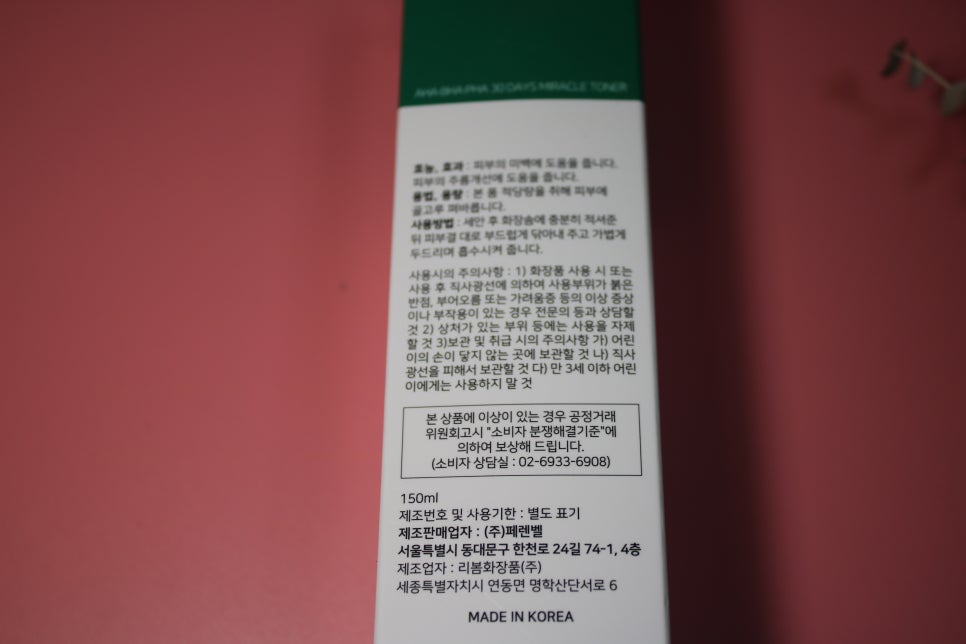 AHA·BHA·PHA 30 DAYS MIRACLE TONER
효능, 효과 : 피부의 미백에 도움을 줍니다.
피부의 주름개선에 도움을 줍니다.
용법, 용량 : 본 품 적당량을 취해 피부에
골고루 펴바릅니다.
사용방법 : 세안 후 화장솜에 충분히 적셔준
뒤 피부결 대로 부드럽게 닦아내 주고 가볍게
두드리며 흡수시켜 줍니다.
사용시의 주의사항 : 1) 화장품 사용 시 또는
사용 후 직사광선에 의하여 사용부위가 붉은
반점, 부어오름 또는 가려움증 등의 이상 증상
이나 부작용이 있는 경우 전문의 등과 상담할
것 2) 상처가 있는 부위 등에는 사용을 자제
할 것 3)보관 및 취급 시의 주의사항 가) 어린
이의 손이 닿지 않는 곳에 보관할 것 나) 직사
광선을 피해서 보관할 것 다) 만 3세 이하 어린
이에게는 사용하지 말 것
본 상품에 이상이 있는 경우 공정거래
위원회고시 "소비자 분쟁해결기준"에
의하여 보상해 드립니다.
(소비자 상담실 : 02-6933-6908)
150ml
제조번호 및 사용기한 : 별도 표기
제조판매업자 : (주)페렌벨
서울특별시 동대문구 한천로 24길 74-1, 4층
제조업자 : 리봄화장품(주)
세종특별자치시 연동면 명학산단서로 6
MADE IN KOREA